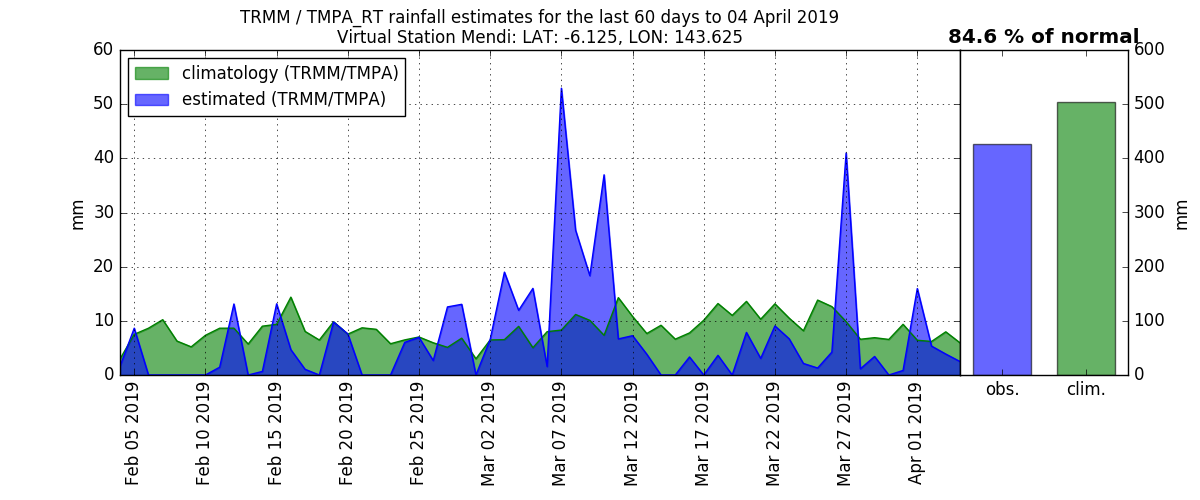 TRMM / TMPA_RT rainfall estimates for the last 60 days to 04 April 2019
Virtual Station Mendi: LAT: -6.125, LON: 143.625
84.6 % of normal
climatology (TRMM/TMPA)
estimated (TRMM/TMPA)
60
50
40
30
20
10
0
mm
Feb 05 2019
Feb 10 2019
Feb 15 2019
Feb 20 2019
Feb 25 2019
Mar 02 2019
Mar 07 2019
Mar 12 2019
Mar 17 2019
Mar 22 2019
Mar 27 2019
Apr 01 2019
obs.
clim.
600
500
400
300
200
100
0
mm